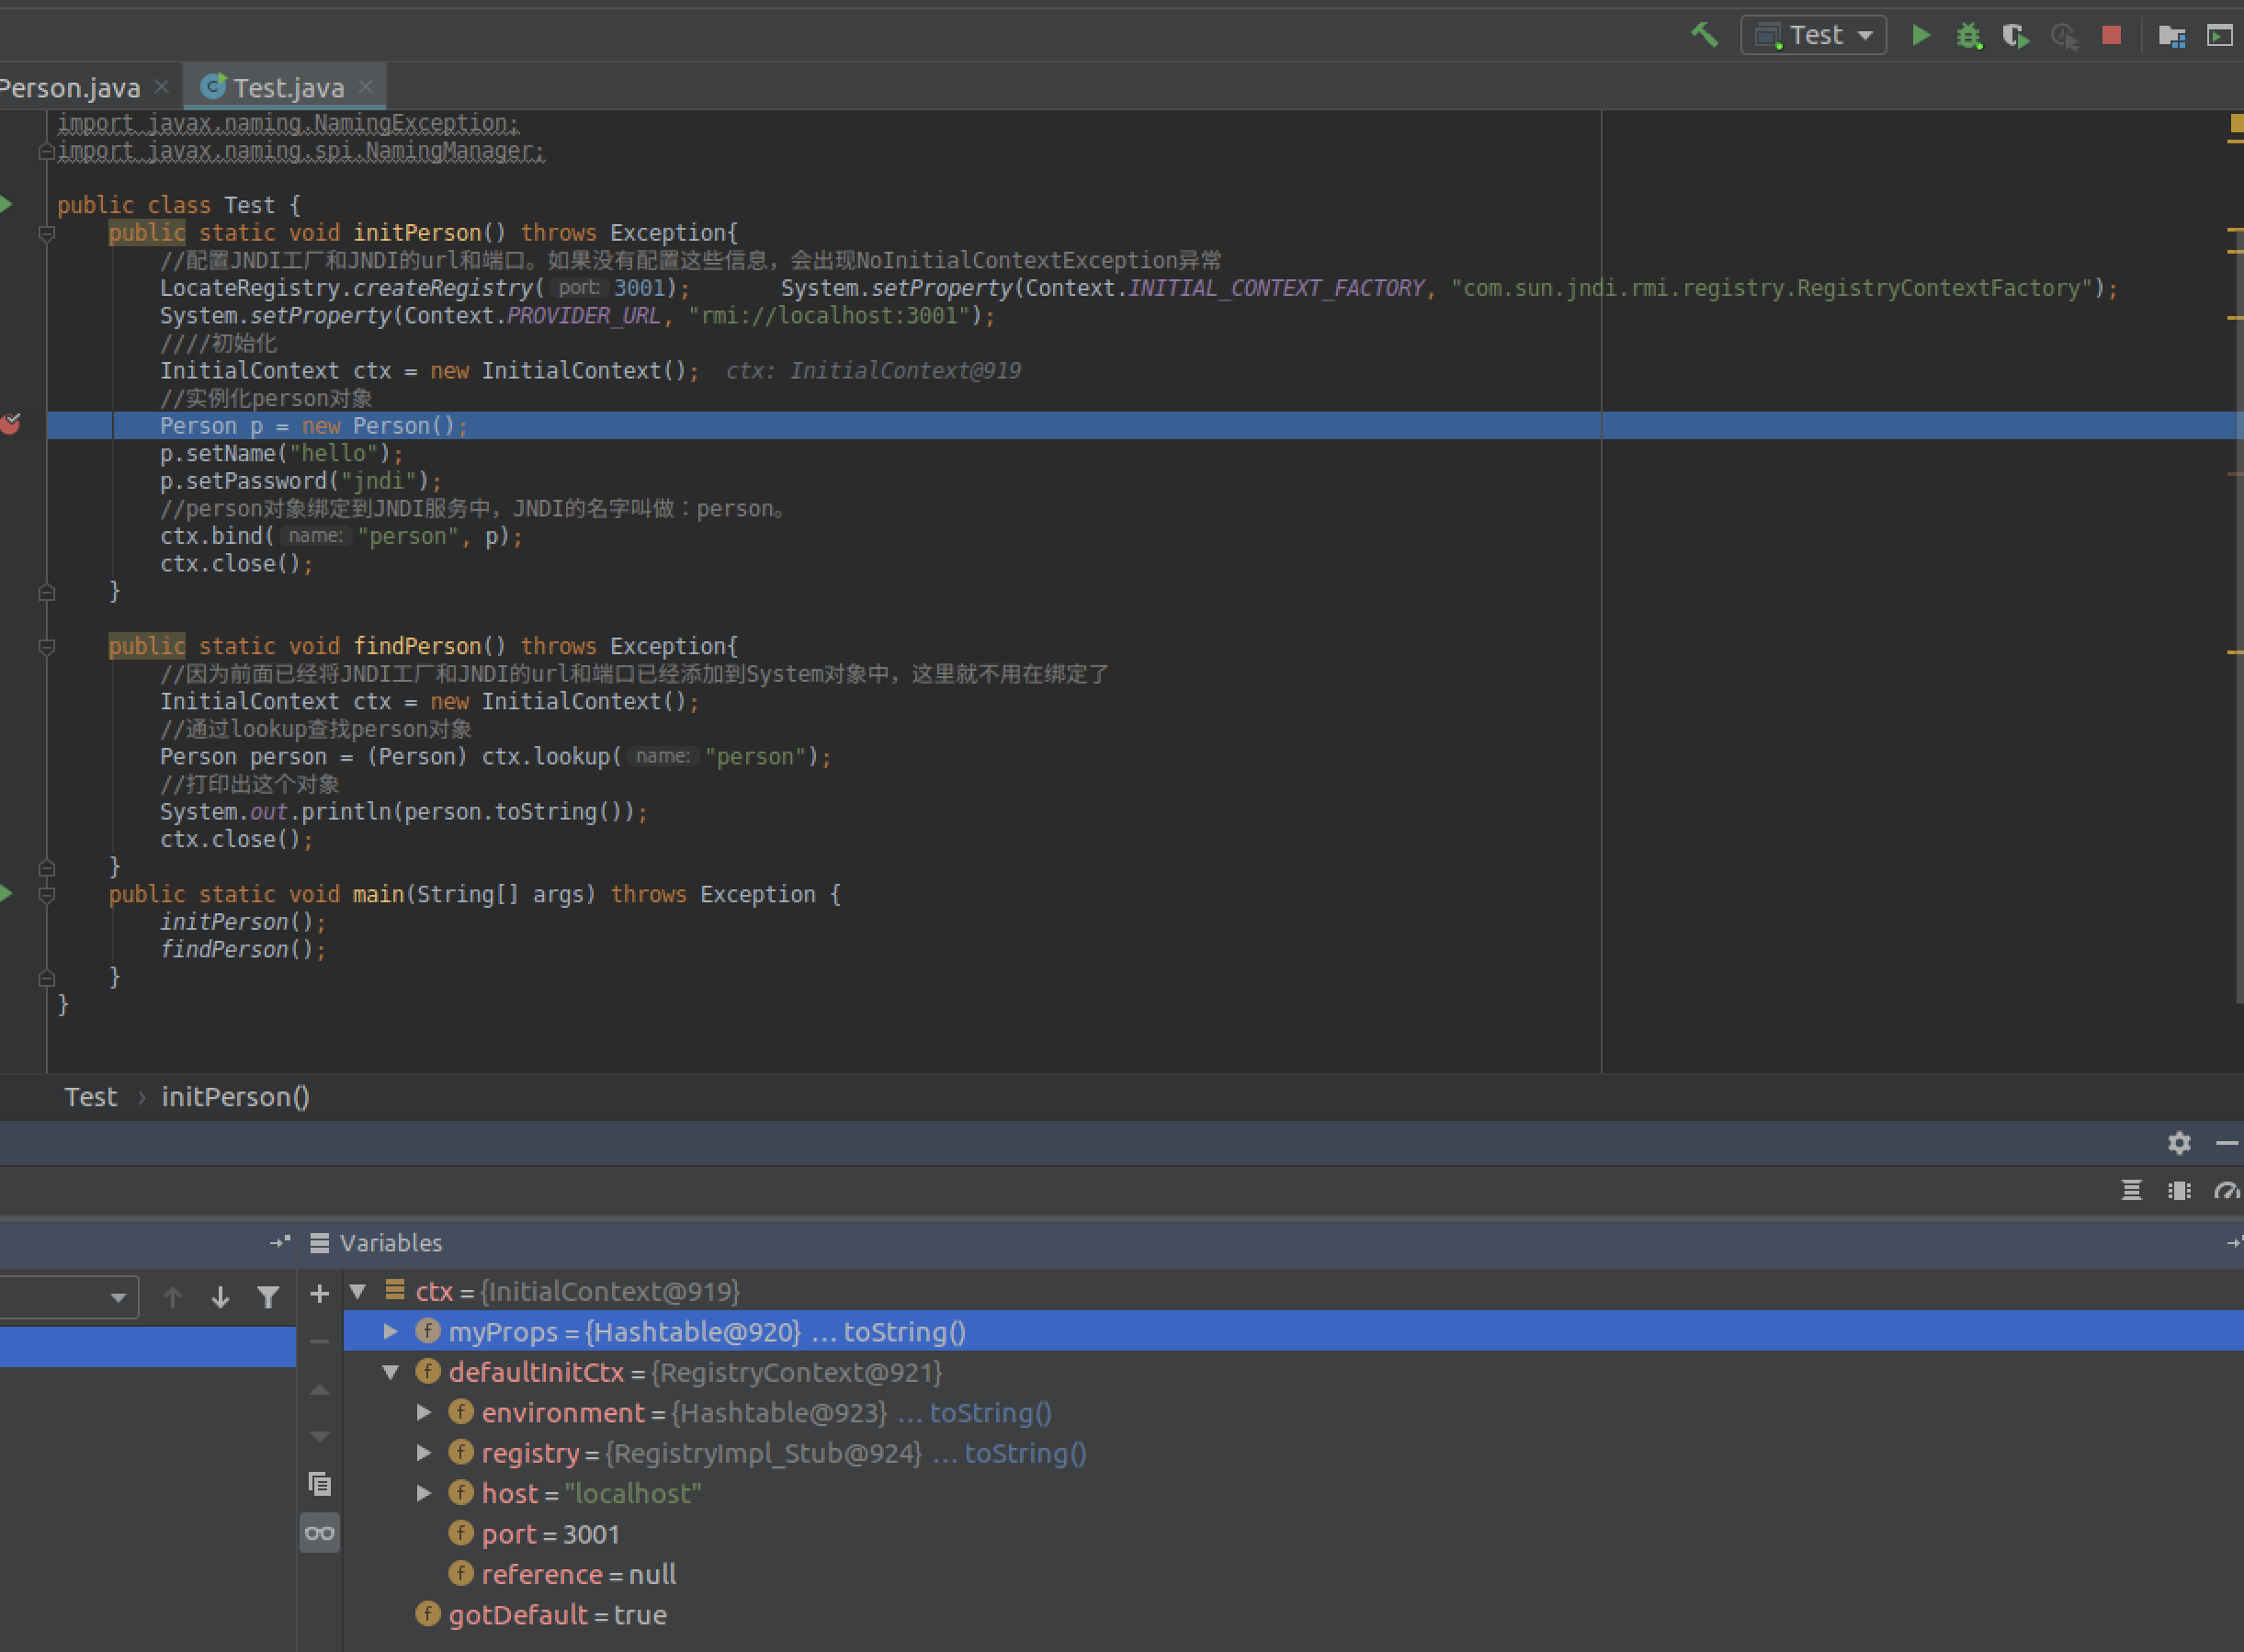 Test
Person.java Test.java
import javax.naming.NamingException;
import javax.naming.spi.NamingManager;
public class Test {
public static void initPerson() throws Exception{
//配置JNDI工厂和JNDI的url和端口。如果没有配置这些信息，会出现NoInitialContextException异常
LocateRegistry.createRegistry( port: 3001); System.setProperty(Context.INITIAL_CONTEXT_FACTORY, "com.sun.jndi.rmi.registry.RegistryContextFactory");
System.setProperty(Context.PROVIDER_URL, "rmi://localhost:3001");
////初始化
InitialContext ctx = new InitialContext(); ctx: InitialContext@919
//实例化person对象
Person p = new Person();
p.setName("hello");
p.setPassword("jndi");
//person对象绑定到JNDI服务中，JNDI的名字叫做：person。
ctx.bind( name: "person", p);
ctx.close();
}
public static void findPerson() throws Exception{
//因为前面已经将JNDI工厂和JNDI的url和端口已经添加到System对象中，这里就不用在绑定了
InitialContext ctx = new InitialContext();
//通过lookup查找person对象
Person person = (Person) ctx.lookup( name: "person");
//打印出这个对象
System.out.println(person.toString());
ctx.close();
}
public static void main(String[] args) throws Exception {
initPerson();
findPerson();
}
}
Test › initPerson()
Variables
ctx = {InitialContext@919}
myProps = {Hashtable@920} ... toString()
defaultInitCtx = {RegistryContext@921}
environment = {Hashtable@923} ... toString()
registry = {RegistryImpl_Stub@924} ... toString()
host = "localhost"
port = 3001
reference = null
gotDefault = true